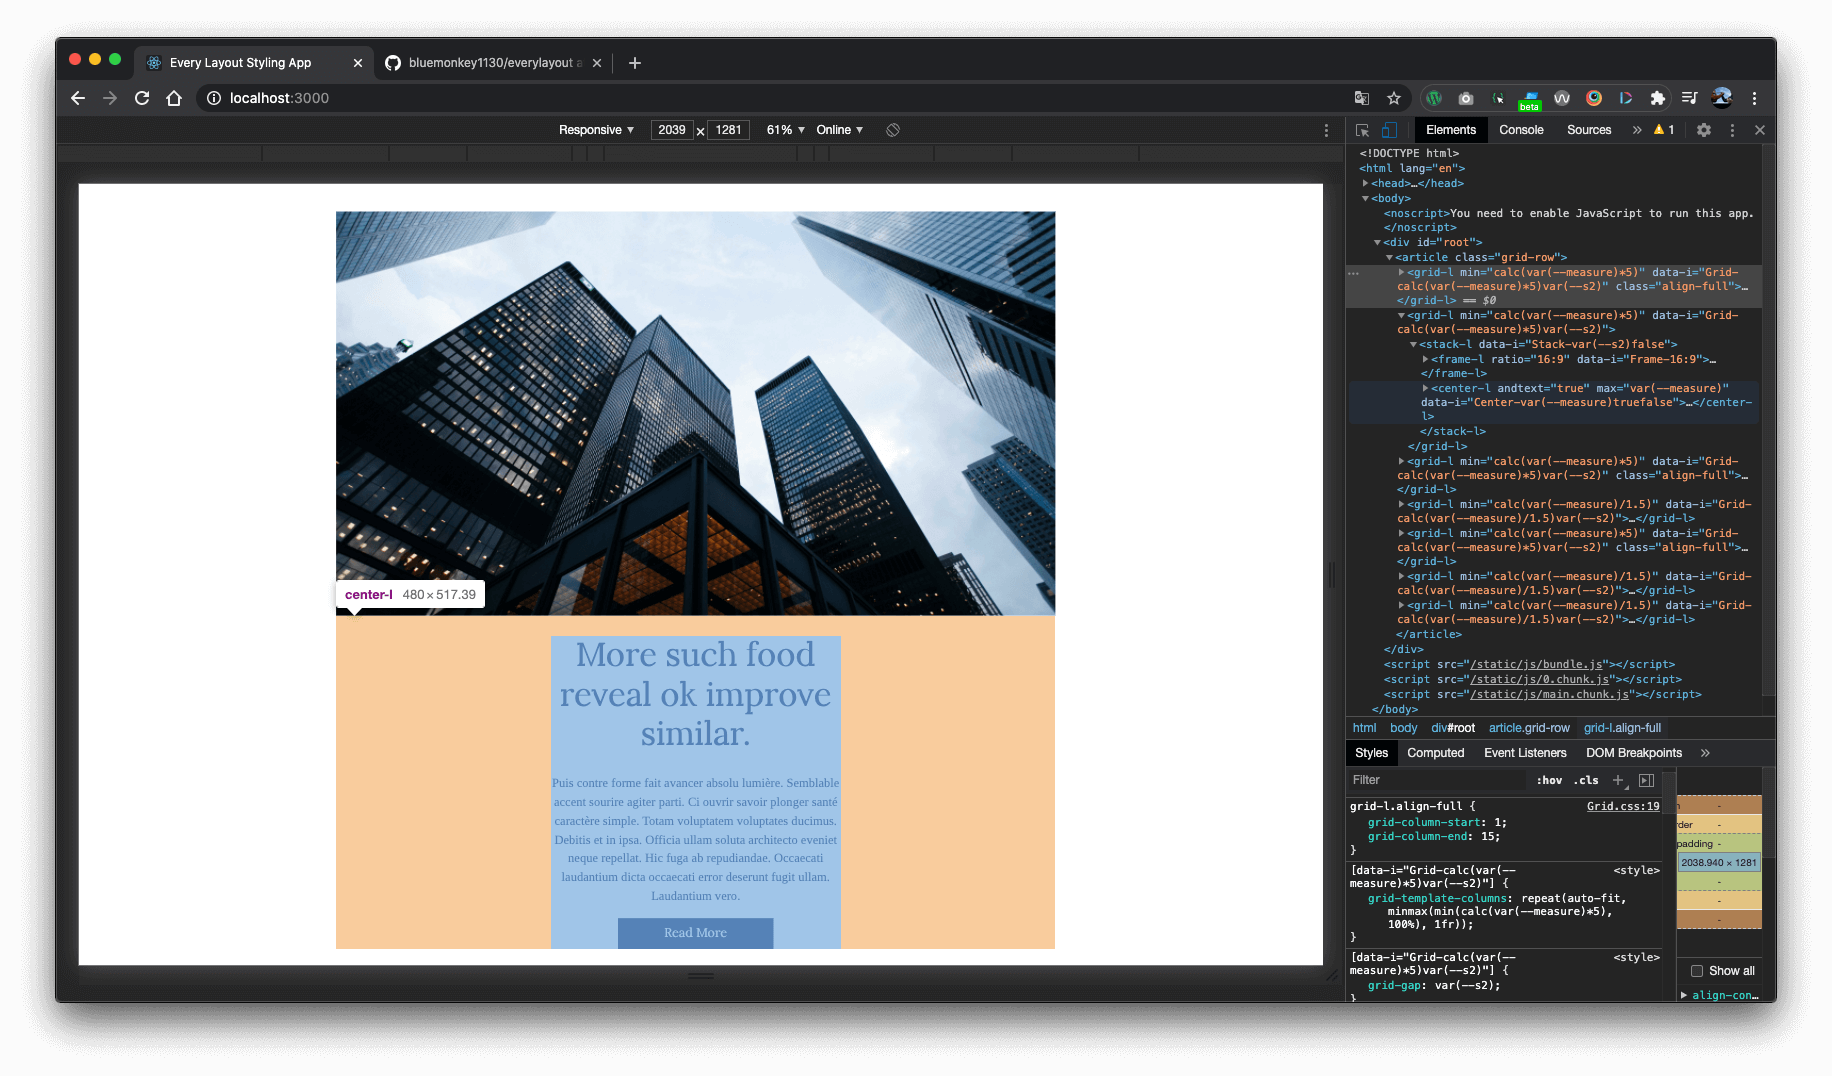 Every Layout Styling App
bluemonkey1130/everylayout a
localhost:3000
beta
Responsive
2039 x 1281
61%
Online
Elements
Console
Sources
1
<!DOCTYPE html>
<html lang="en">
<head>…</head>
<body>
<noscript>You need to enable JavaScript to run this app.
</noscript>
<div id="root">
<article class="grid-row">
<grid-l min="calc(var(--measure)*5)" data-i="Grid-
calc(var(--measure)*5)var(--s2)" class="align-full">…
</grid-l> == $0
<grid-l min="calc(var(--measure)*5)" data-i="Grid-
calc(var(--measure)*5)var(--s2)">
<stack-l data-i="Stack-var(--s2)false">
<frame-l ratio="16:9" data-i="Frame-16:9">…
</frame-l>
<center-l andtext="true" max="var(--measure)"
data-i="Center-var(--measure)truefalse">…</center-
l>
</stack-l>
</grid-l>
<grid-l min="calc(var(--measure)*5)" data-i="Grid-
calc(var(--measure)*5)var(--s2)" class="align-full">…
</grid-l>
<grid-l min="calc(var(--measure)/1.5)" data-i="Grid-
calc(var(--measure)/1.5)var(--s2)">…</grid-l>
<grid-l min="calc(var(--measure)*5)" data-i="Grid-
calc(var(--measure)*5)var(--s2)" class="align-full">…
</grid-l>
<grid-l min="calc(var(--measure)/1.5)" data-i="Grid-
calc(var(--measure)/1.5)var(--s2)">…</grid-l>
<grid-l min="calc(var(--measure)/1.5)" data-i="Grid-
calc(var(--measure)/1.5)var(--s2)">…</grid-l>
</article>
</div>
<script src="/static/js/bundle.js"></script>
<script src="/static/js/0.chunk.js"></script>
<script src="/static/js/main.chunk.js"></script>
</body>
html body div#root article.grid-row grid-l.align-full
Styles Computed Event Listeners DOM Breakpoints
Filter
:hov .cls
grid-l.align-full { Grid.css:19
grid-column-start: 1;
grid-column-end: 15;
}
[data-i="Grid-calc(var(-- <style>
measure)*5)var(--s2)"] {
grid-template-columns: repeat(auto-fit,
minmax(min(calc(var(--measure)*5),
100%), 1fr));
}
[data-i="Grid-calc(var(-- <style>
measure)*5)var(--s2)"] {
grid-gap: var(--s2);
}
n -
rder -
padding -
2038.940 × 1281
-
-
-
Show all
align-con…
center-l 480 × 517.39
More such food
reveal ok improve
similar.
Puis contre forme fait avancer absolu lumière. Semblable
accent sourire agiter parti. Ci ouvrir savoir plonger santé
caractère simple. Totam voluptatem voluptates ducimus.
Debitis et in ipsa. Officia ullam soluta architecto eveniet
neque repellat. Hic fuga ab repudiandae. Occaecati
laudantium dicta occaecati error deserunt fugit ullam.
Laudantium vero.
Read More